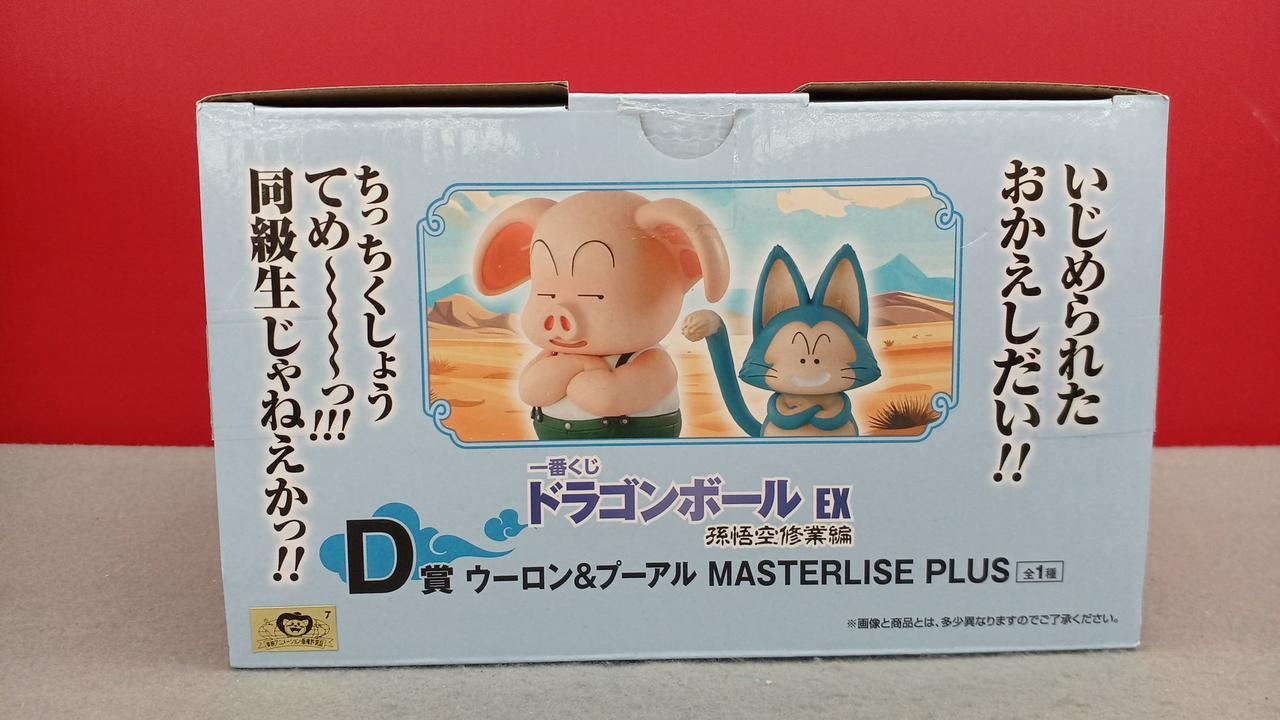 いじめられた
おかえしだい!!
ちっちくしょう
てめ〜〜〜〜っ!!!
同級生じゃねえかっ!!
一番くじ
ドラゴンボール EX
孫悟空修業編
D賞 ウーロン&プーアル MASTERLISE PLUS 全1種
※画像と商品とは、多少異なりますのでご了承ください。
7